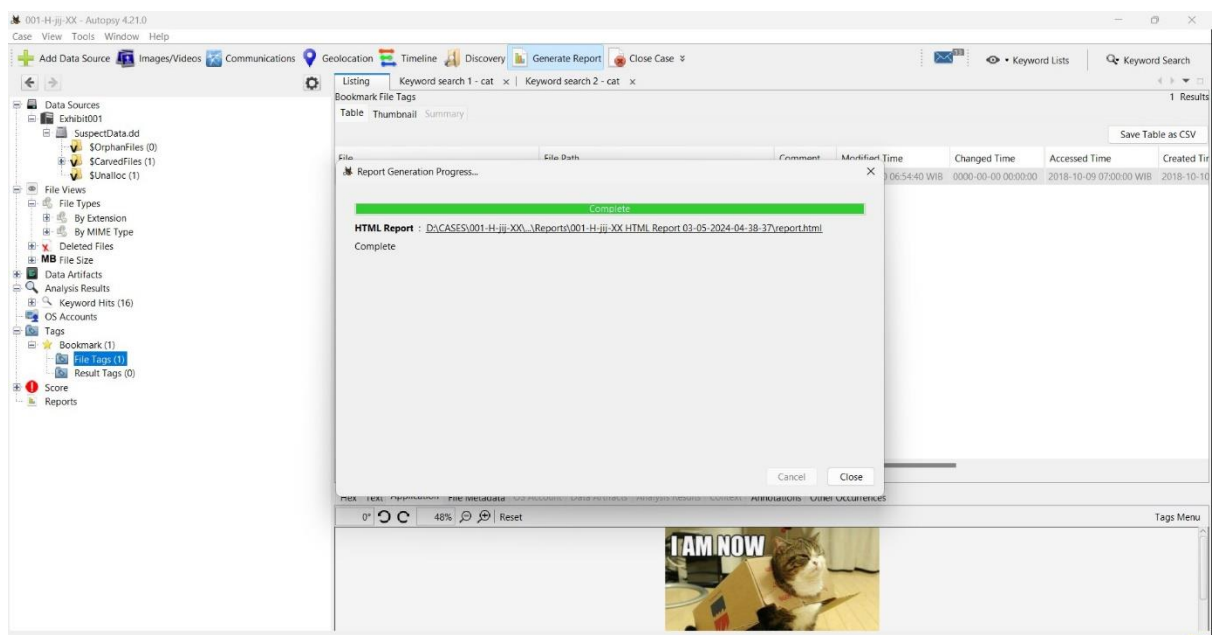 001-H-jij-XX - Autopsy 4.21.0
Case View Tools Window Help
Add Data Source Images/Videos Communications Geolocation Timeline Discovery Generate Report Close Case Keyword Lists Keyword Search
Listing Keyword search 1 - cat x Keyword search 2 - cat x
Bookmark File Tags 1 Results
Table Thumbnail Summary
Save Table as CSV
File File Path Comment Modified Time Changed Time Accessed Time Created Tir
06:54:40 WIB 0000-00-00 00:00:00 2018-10-09 07:00:00 WIB 2018-10-10
Data Sources
Exhibit001
SuspectData.dd
$OrphanFiles (0)
$CarvedFiles (1)
$Unalloc (1)
File Views
File Types
By Extension
By MIME Type
Deleted Files
MB File Size
Data Artifacts
Analysis Results
Keyword Hits (16)
OS Accounts
Tags
Bookmark (1)
File Tags (1)
Result Tags (0)
Score
Reports
Report Generation Progress...
Complete
HTML Report : D:\CASES\001-H-jij-XX\...\Reports\001-H-jij-XX HTML Report 03-05-2024-04-38-37\report.html
Complete
Cancel Close
Hex Text Application File Metadata OS Account Data Artifacts Analysis Results Context Annotations Other Occurrences
0° 48% Reset Tags Menu
I AM NOW